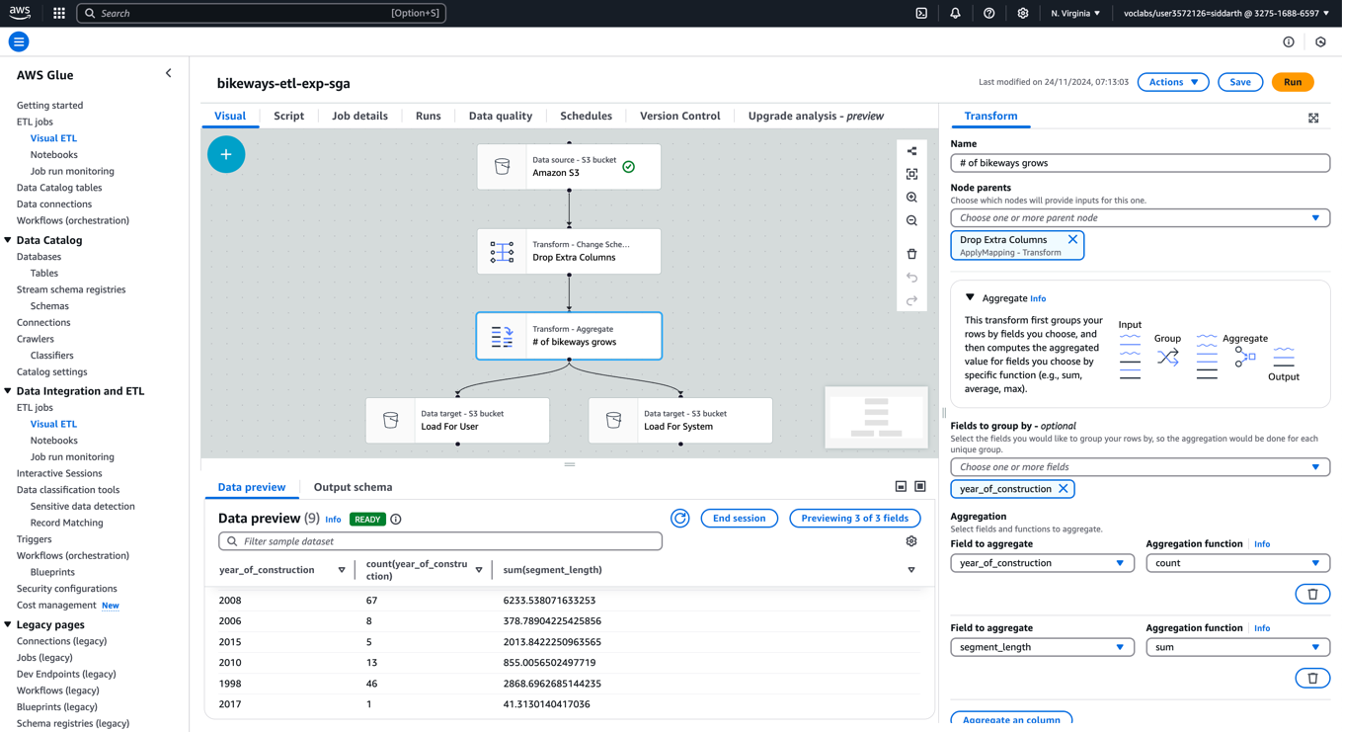 aws
Search [Option+S]
N. Virginia ▼
voclabs/user3572126=siddarth @ 3275-1688-6597 ▼
AWS Glue
Getting started
ETL jobs
Visual ETL
Notebooks
Job run monitoring
Data Catalog tables
Data connections
Workflows (orchestration)
Data Catalog
Databases
Tables
Stream schema registries
Schemas
Connections
Crawlers
Classifiers
Catalog settings
Data Integration and ETL
ETL jobs
Visual ETL
Notebooks
Job run monitoring
Interactive Sessions
Data classification tools
Sensitive data detection
Record Matching
Triggers
Workflows (orchestration)
Blueprints
Security configurations
Cost management New
Legacy pages
Connections (legacy)
Jobs (legacy)
Dev Endpoints (legacy)
Workflows (legacy)
Blueprints (legacy)
Schema registries (legacy)
bikeways-etl-exp-sga
Last modified on 24/11/2024, 07:13:03
Actions ▼
Save
Run
Visual
Script
Job details
Runs
Data quality
Schedules
Version Control
Upgrade analysis - preview
Data source - S3 bucket
Amazon S3
Transform - Change Sche...
Drop Extra Columns
Transform - Aggregate
# of bikeways grows
Data target - S3 bucket
Load For User
Data target - S3 bucket
Load For System
Data preview
Output schema
Data preview (9) Info READY
End session
Previewing 3 of 3 fields
Filter sample dataset
year_of_construction
count(year_of_constru
ction)
sum(segment_length)
2008 67 6233.538071633253
2006 8 378.78904225425856
2015 5 2013.8422250963565
2010 13 855.0056502497719
1998 46 2868.6962685144235
2017 1 41.3130140417036
Transform
Name
# of bikeways grows
Node parents
Choose which nodes will provide inputs for this one.
Choose one or more parent node
Drop Extra Columns
ApplyMapping - Transform
Aggregate Info
This transform first groups your
rows by fields you choose, and
then computes the aggregated
value for fields you choose by
specific function (e.g., sum,
average, max).
Input
Group
Aggregate
Output
Fields to group by - optional
Select the fields you would like to group your rows by, so the aggregation would be done for each
unique group.
Choose one or more fields
year_of_construction
Aggregation
Select fields and functions to aggregate.
Field to aggregate
Aggregation function Info
year_of_construction
count
Field to aggregate
Aggregation function Info
segment_length
sum
Aggregate an column